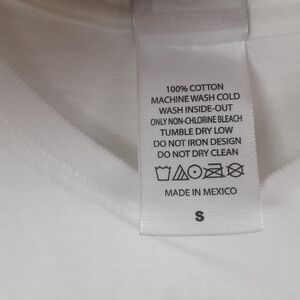 100% COTTON
MACHINE WASH COLD
WASH INSIDE-OUT
ONLY NON-CHLORINE BLEACH
TUMBLE DRY LOW
DO NOT IRON DESIGN
DO NOT DRY CLEAN
MADE IN MEXICO
S